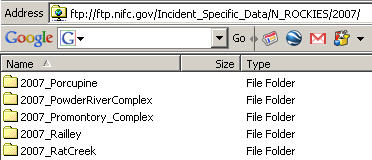 Address ftp://ftp.nifc.gov/Incident_Specific_Data/N_ROCKIES/2007/
Google G Go
Name Size Type
2007_Porcupine File Folder
2007_PowderRiverComplex File Folder
2007_Promontory_Complex File Folder
2007_Railley File Folder
2007_RatCreek File Folder